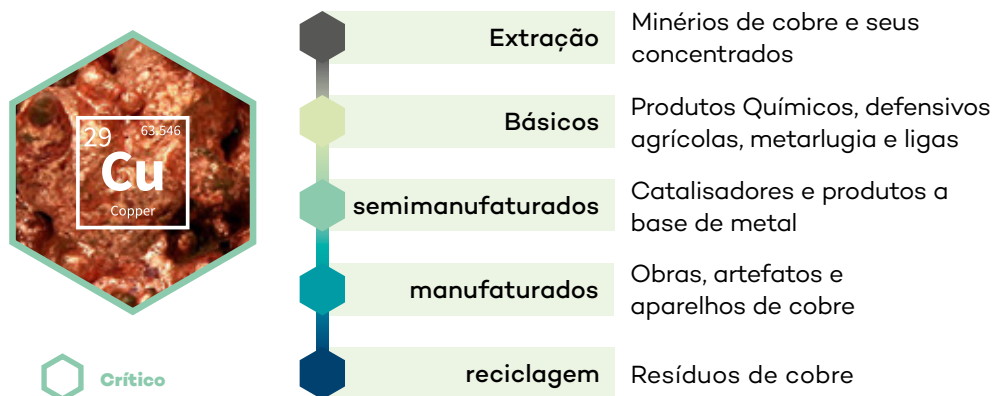 29
63,546
Cu
Copper
Crítico
Extração
Minérios de cobre e seus
concentrados
Básicos
Produtos Químicos, defensivos
agrícolas, metarlugia e ligas
semimanufaturados
Catalisadores e produtos a
base de metal
manufaturados
Obras, artefatos e
aparelhos de cobre
reciclagem
Resíduos de cobre